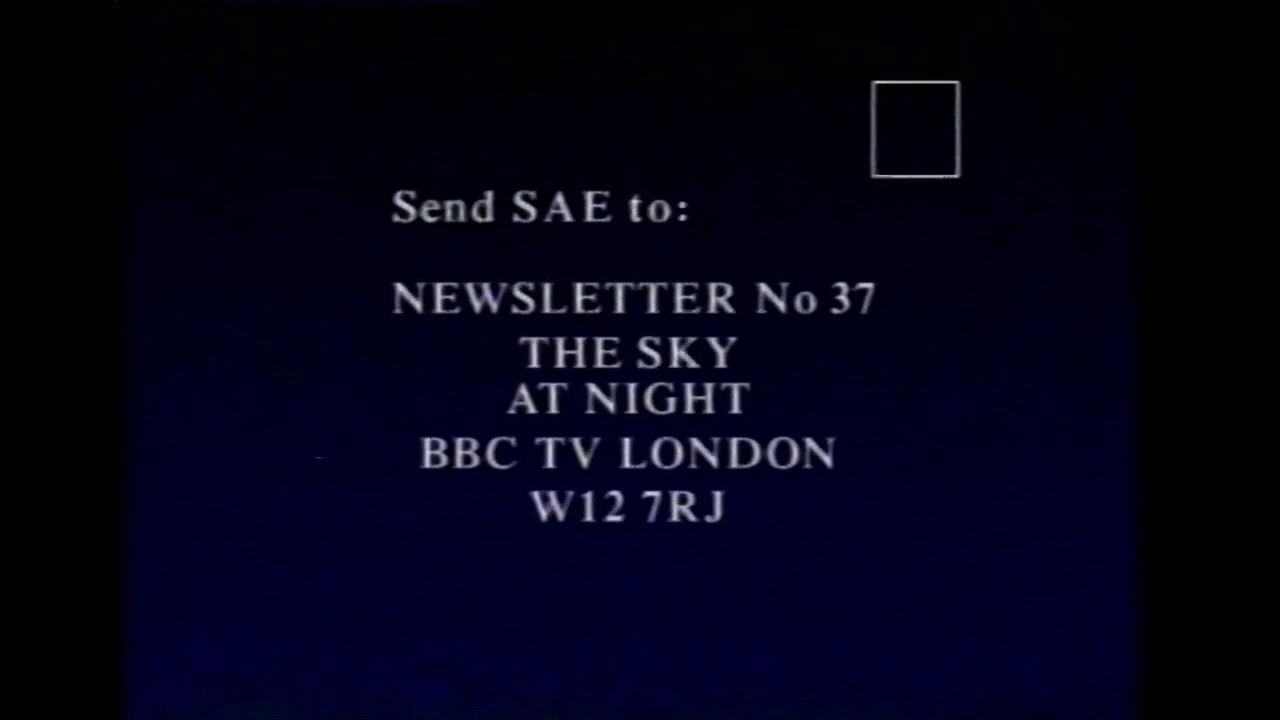 Send SAE to:
NEWSLETTER No 37
THE SKY
AT NIGHT
BBC TV LONDON
W12 7RJ